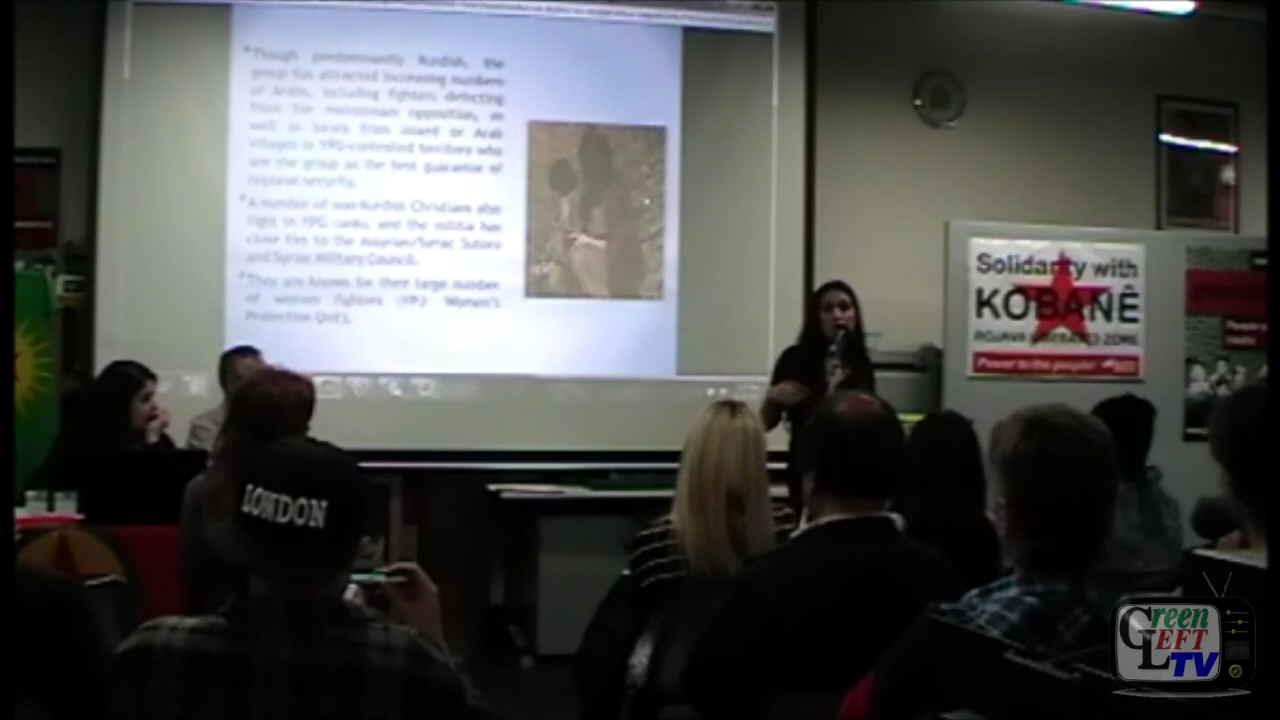 Though predominantly Kurdish, the
group has attracted increasing numbers
of Arabs, including fighters defecting
from the mainstream opposition, as
well as locals from mixed or Arab
villages in YPG-controlled territory who
see the group as the best guarantor of
regional security.
A number of non-Kurdish Christians also
fight in YPG ranks, and the militia has
close ties to the Assyrian/Syriac Sutoro
and Syriac Military Council.
They are known for their large number
of women fighters (YPJ: Women's
Protection Unit).
Solidarity with
KOBANÊ
ROJAVA LIBERATED ZONE
Power to the people!
LONDON
Green
LEFT
TV